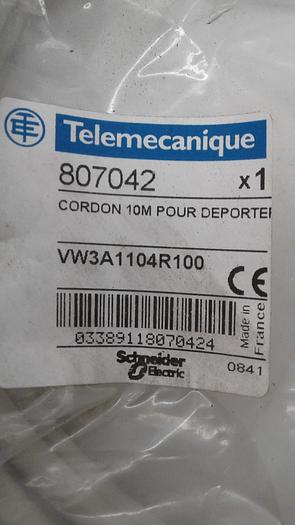 Telemecanique
807042 x1
CORDON 10M POUR DEPORTER
VW3A1104R100
CE
Made in
France
03389118070424
Schneider
Electric
0841